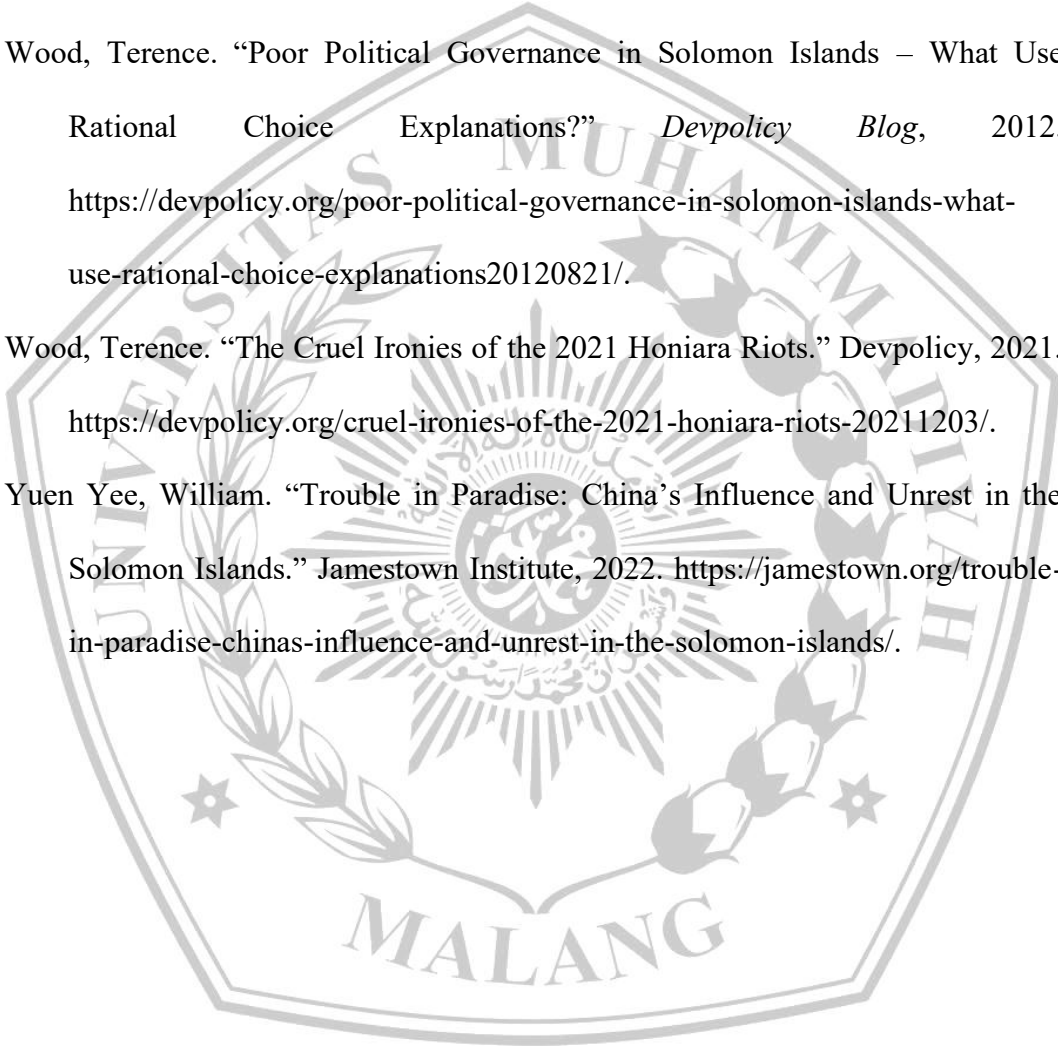 Wood, Terence. “Poor Political Governance in Solomon Islands – What Use
Rational Choice Explanations?” Devpolicy Blog, 2012.
https://devpolicy.org/poor-political-governance-in-solomon-islands-what-
use-rational-choice-explanations20120821/.
Wood, Terence. “The Cruel Ironies of the 2021 Honiara Riots.” Devpolicy, 2021.
https://devpolicy.org/cruel-ironies-of-the-2021-honiara-riots-20211203/.
Yuen Yee, William. “Trouble in Paradise: China’s Influence and Unrest in the
Solomon Islands.” Jamestown Institute, 2022. https://jamestown.org/trouble-
in-paradise-chinas-influence-and-unrest-in-the-solomon-islands/.
UNIVERSITAS MUHAMMADIYAH
MALANG